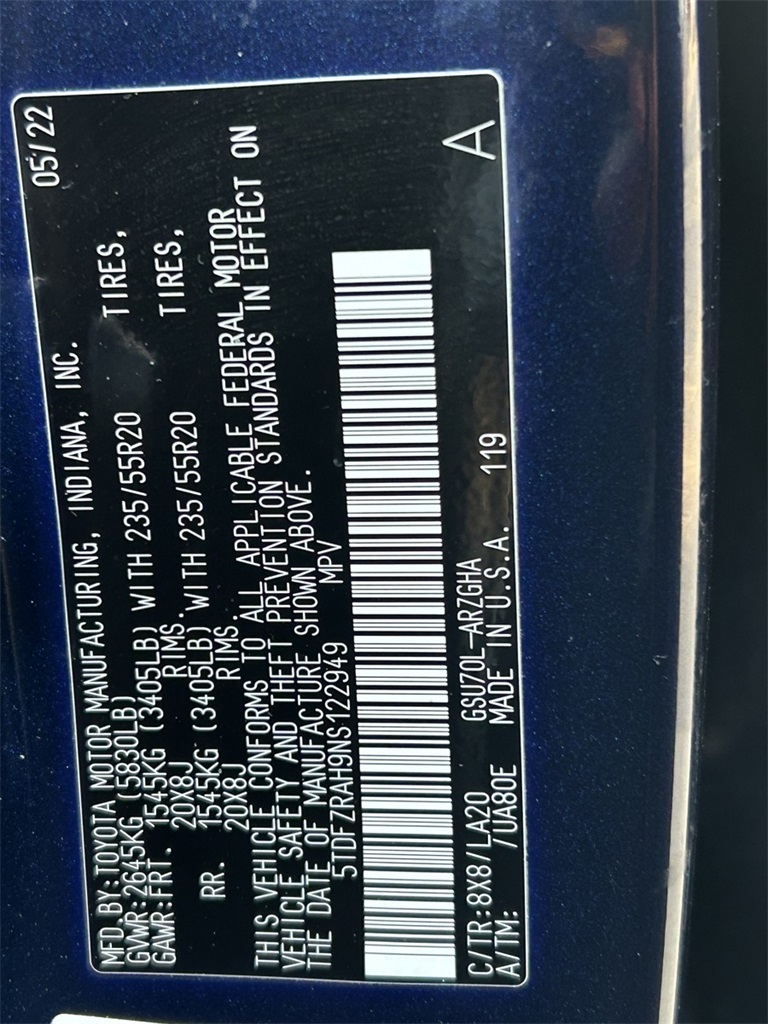 05/22
MFD.BY:TOYOTA MOTOR MANUFACTURING, INDIANA, INC.
GVWR:2645KG (5830LB)
GAWR:FRT. 1545KG (3405LB) WITH 235/55R20 TIRES,
20X8J RIMS.
RR. 1545KG (3405LB) WITH 235/55R20 TIRES,
20X8J RIMS.
THIS VEHICLE CONFORMS TO ALL APPLICABLE FEDERAL MOTOR
VEHICLE SAFETY AND THEFT PREVENTION STANDARDS IN EFFECT ON
THE DATE OF MANUFACTURE SHOWN ABOVE.
5TDFZRAH9NS122949 MPV
C/TR:8X8/LA20 GSU70L-ARZGHA
A/TM: /UA80E MADE IN U.S.A. 119
A